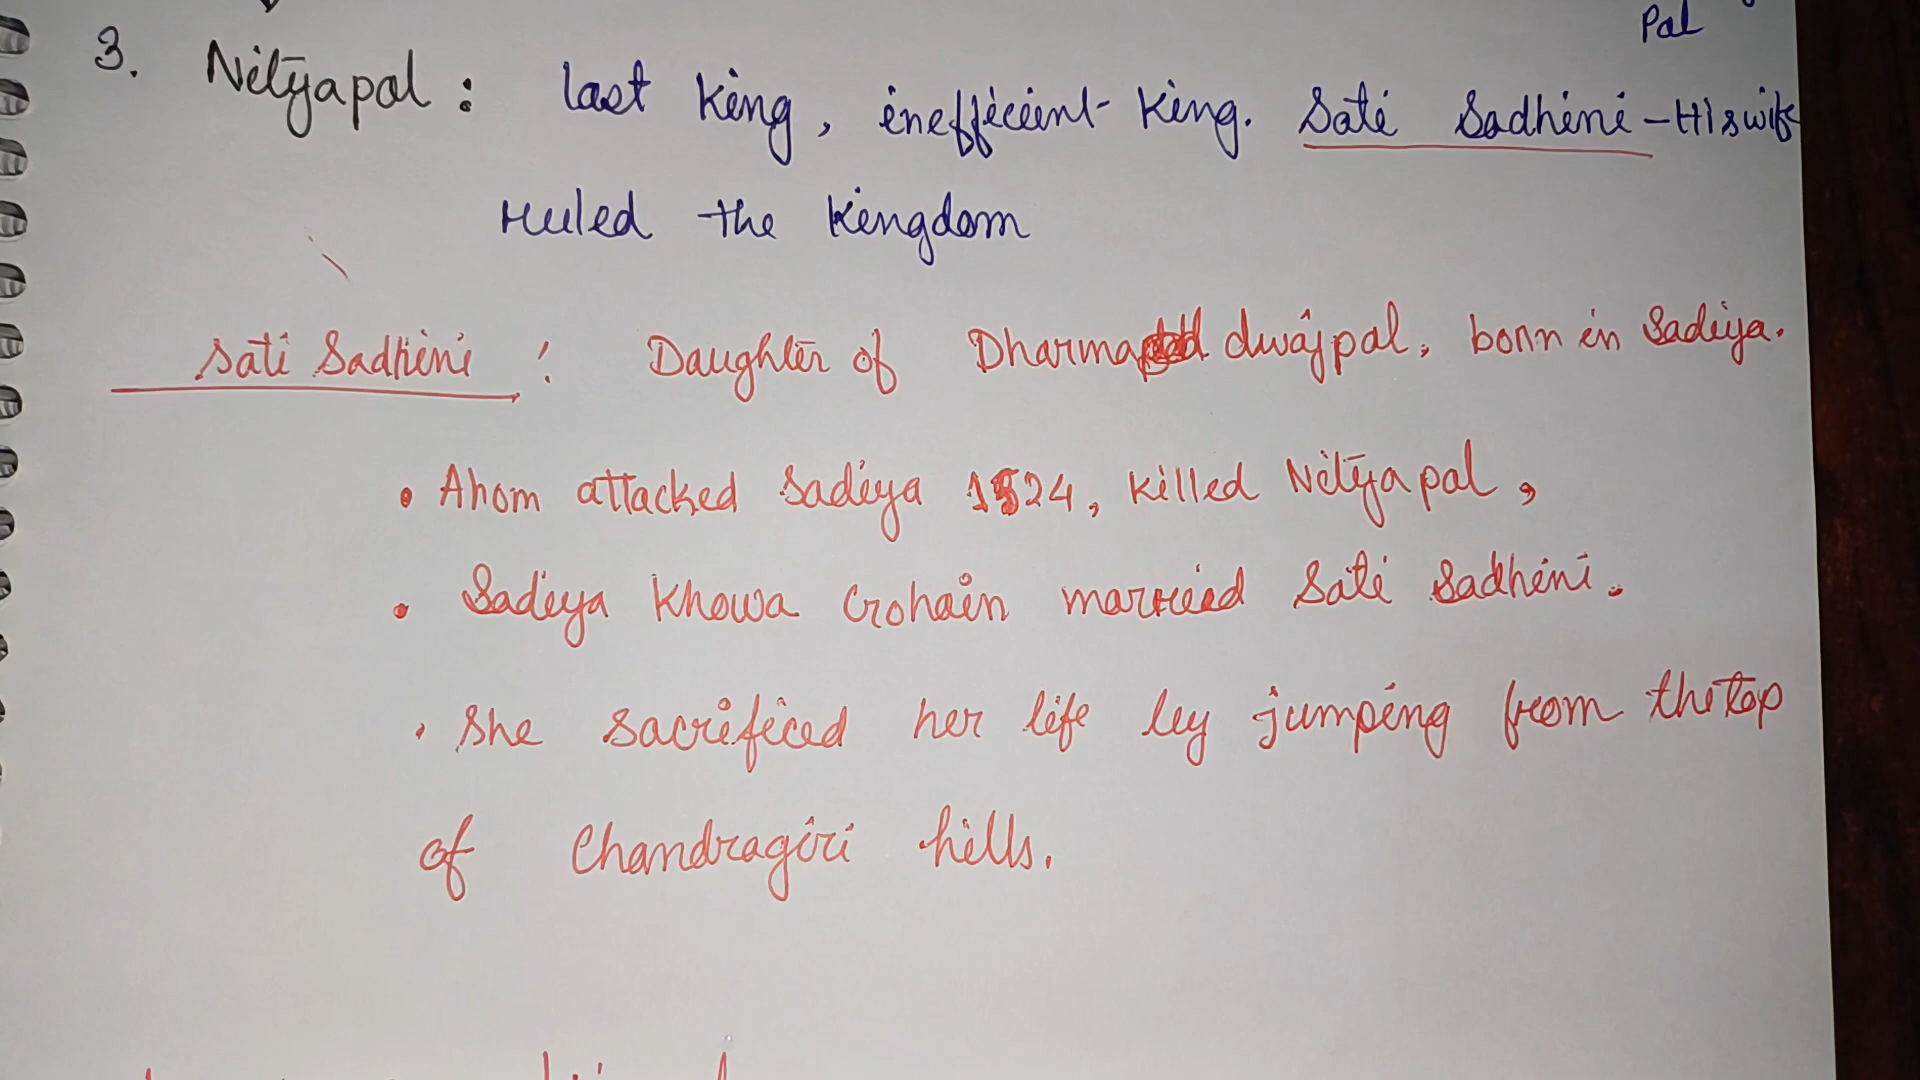 Pal
3. Nityapal : last King, inefficient King. Sati Sadhini - His wife
ruled the Kingdom
Sati Sadhini : Daughter of Dharma dwajpal, born in Sadiya.
• Ahom attacked Sadiya 1524, killed Nityapal,
• Sadiya Khowa Gohain married Sati Sadhini.
• She sacrificed her life by jumping from the top
of Chandragiri hills.